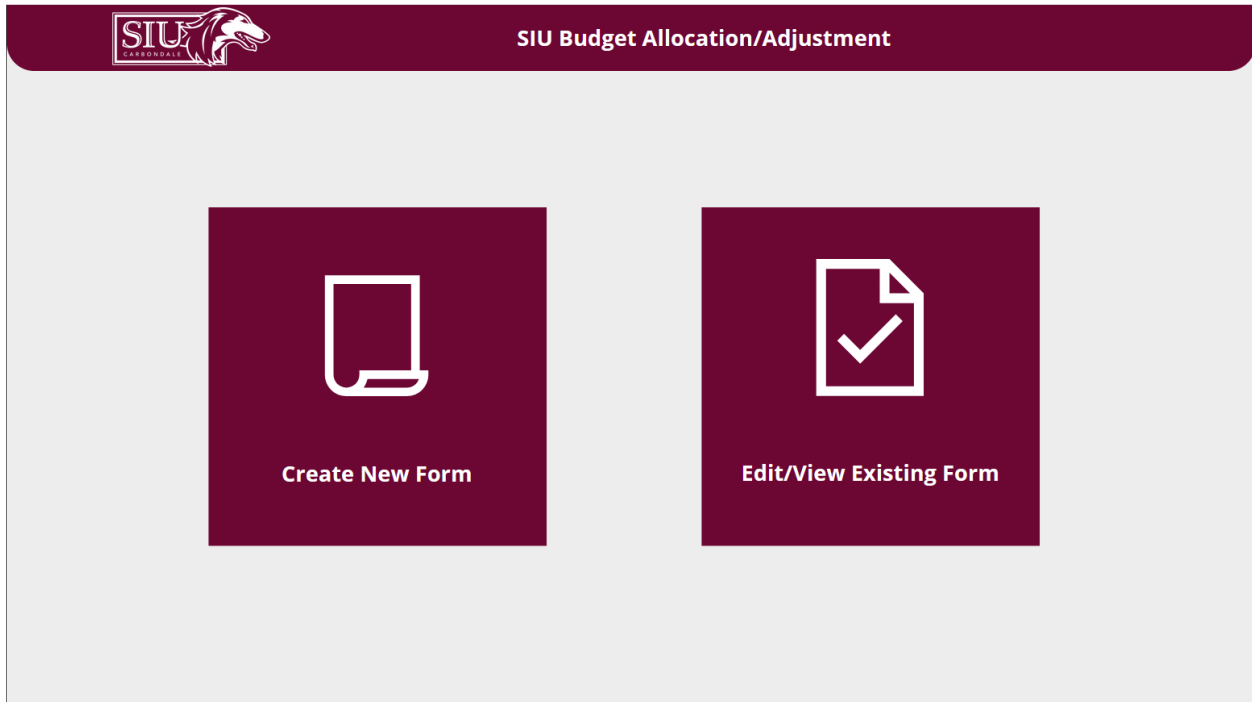 SIU
CARBONDALE
SIU Budget Allocation/Adjustment
Create New Form
Edit/View Existing Form